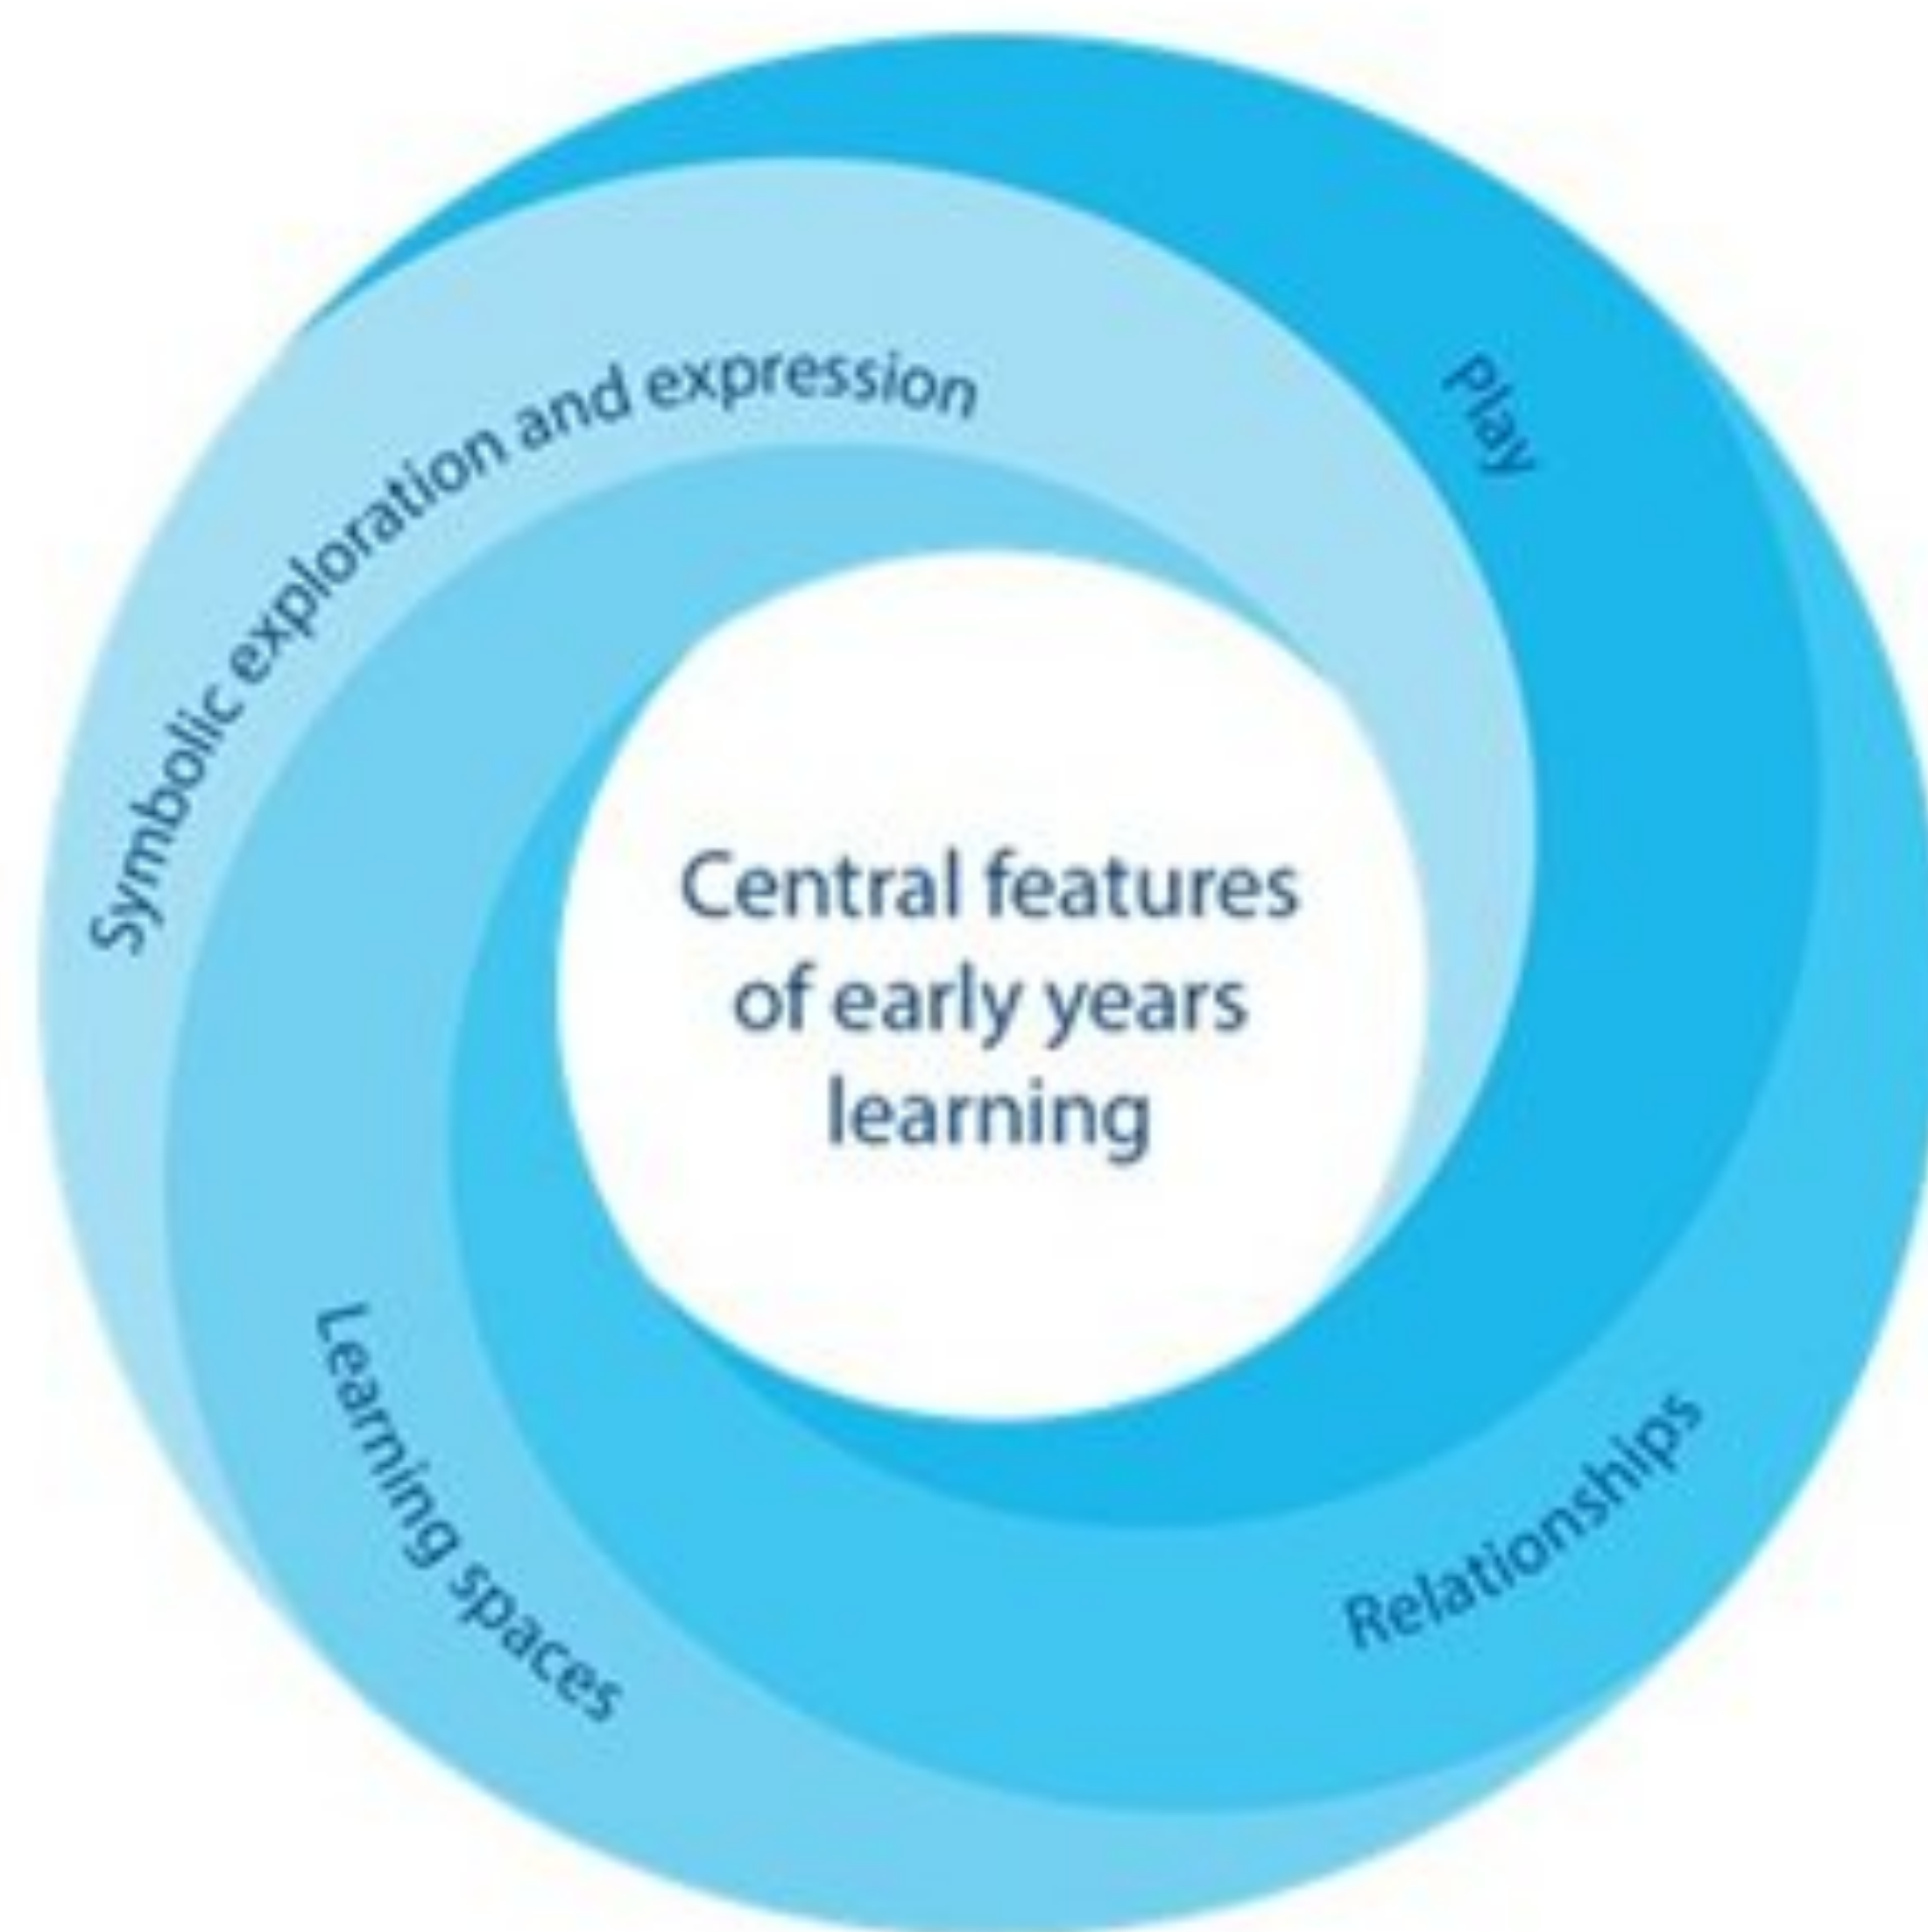 Symbolic exploration and expression
Play
Central features
of early years
learning
Learning spaces
Relationships